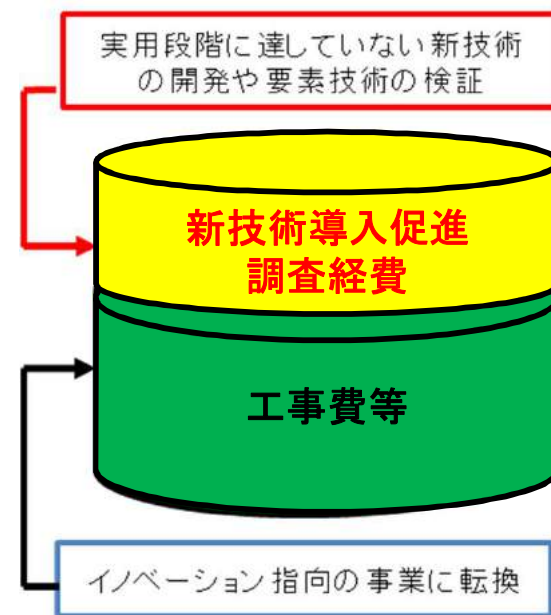 実用段階に達していない新技術
の開発や要素技術の検証
新技術導入促進
調査経費
工事費等
イノベーション指向の事業に転換